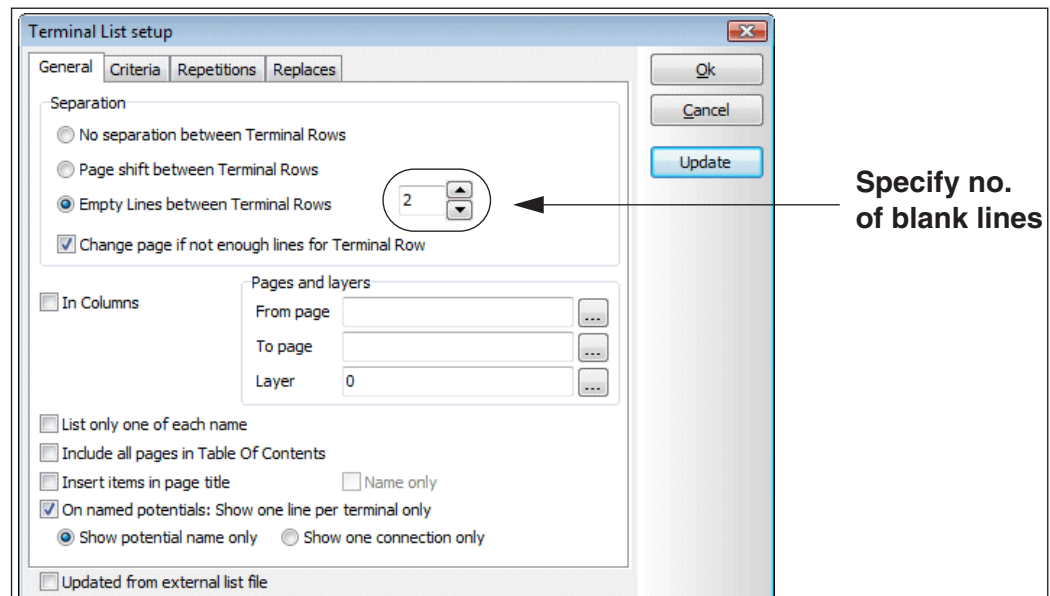 Terminal List setup
General Criteria Repetitions Replaces
Ok
Cancel
Update
Separation
No separation between Terminal Rows
Page shift between Terminal Rows
Empty Lines between Terminal Rows 2
Change page if not enough lines for Terminal Row
Specify no.
of blank lines
In Columns
Pages and layers
From page ...
To page ...
Layer 0 ...
List only one of each name
Include all pages in Table Of Contents
Insert items in page title Name only
On named potentials: Show one line per terminal only
Show potential name only Show one connection only
Updated from external list file